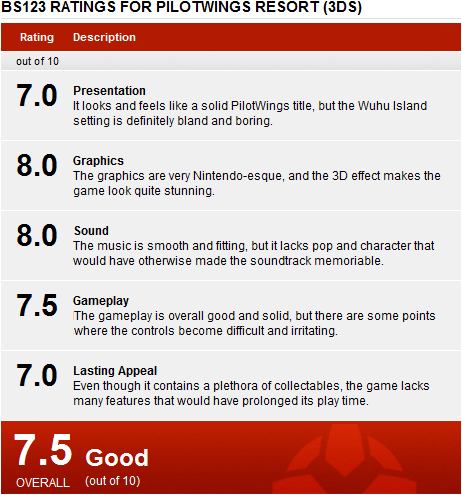 BS123 RATINGS FOR PILOTWINGS RESORT (3DS)
Rating Description
out of 10
7.0 Presentation
It looks and feels like a solid PilotWings title, but the Wuhu Island
setting is definitely bland and boring.
8.0 Graphics
The graphics are very Nintendo-esque, and the 3D effect makes the
game look quite stunning.
8.0 Sound
The music is smooth and fitting, but it lacks pop and character that
would have otherwise made the soundtrack memoriable.
7.5 Gameplay
The gameplay is overall good and solid, but there are some points
where the controls become difficult and irritating.
7.0 Lasting Appeal
Even though it contains a plethora of collectables, the game lacks
many features that would have prolonged its play time.
7.5 Good
OVERALL (out of 10)